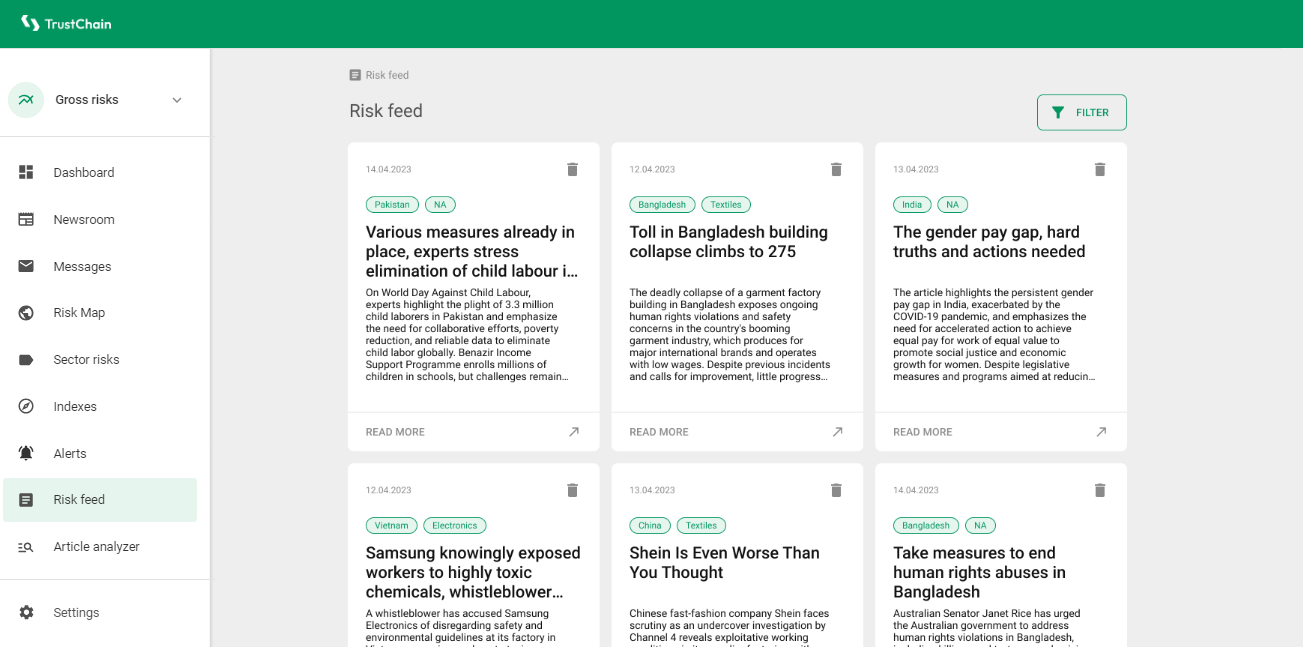 TrustChain
Gross risks
Dashboard
Newsroom
Messages
Risk Map
Sector risks
Indexes
Alerts
Risk feed
Article analyzer
Settings
Risk feed
Risk feed
FILTER
14.04.2023
Pakistan NA
Various measures already in
place, experts stress
elimination of child labour i...
On World Day Against Child Labour,
experts highlight the plight of 3.3 million
child laborers in Pakistan and emphasize
the need for collaborative efforts, poverty
reduction, and reliable data to eliminate
child labor globally. Benazir Income
Support Programme enrolls millions of
children in schools, but challenges remain...
READ MORE
12.04.2023
Bangladesh Textiles
Toll in Bangladesh building
collapse climbs to 275
The deadly collapse of a garment factory
building in Bangladesh exposes ongoing
human rights violations and safety
concerns in the country's booming
garment industry, which produces for
major international brands and operates
with low wages. Despite previous incidents
and calls for improvement, little progress...
READ MORE
13.04.2023
India NA
The gender pay gap, hard
truths and actions needed
The article highlights the persistent gender
pay gap in India, exacerbated by the
COVID-19 pandemic, and emphasizes the
need for accelerated action to achieve
equal pay for work of equal value to
promote social justice and economic
growth for women. Despite legislative
measures and programs aimed at reducin...
READ MORE
12.04.2023
Vietnam Electronics
Samsung knowingly exposed
workers to highly toxic
chemicals, whistleblower...
A whistleblower has accused Samsung
Electronics of disregarding safety and
environmental guidelines at its factory in
13.04.2023
China Textiles
Shein Is Even Worse Than
You Thought
Chinese fast-fashion company Shein faces
scrutiny as an undercover investigation by
Channel 4 reveals exploitative working
14.04.2023
Bangladesh NA
Take measures to end
human rights abuses in
Bangladesh
Australian Senator Janet Rice has urged
the Australian government to address
human rights violations in Bangladesh,